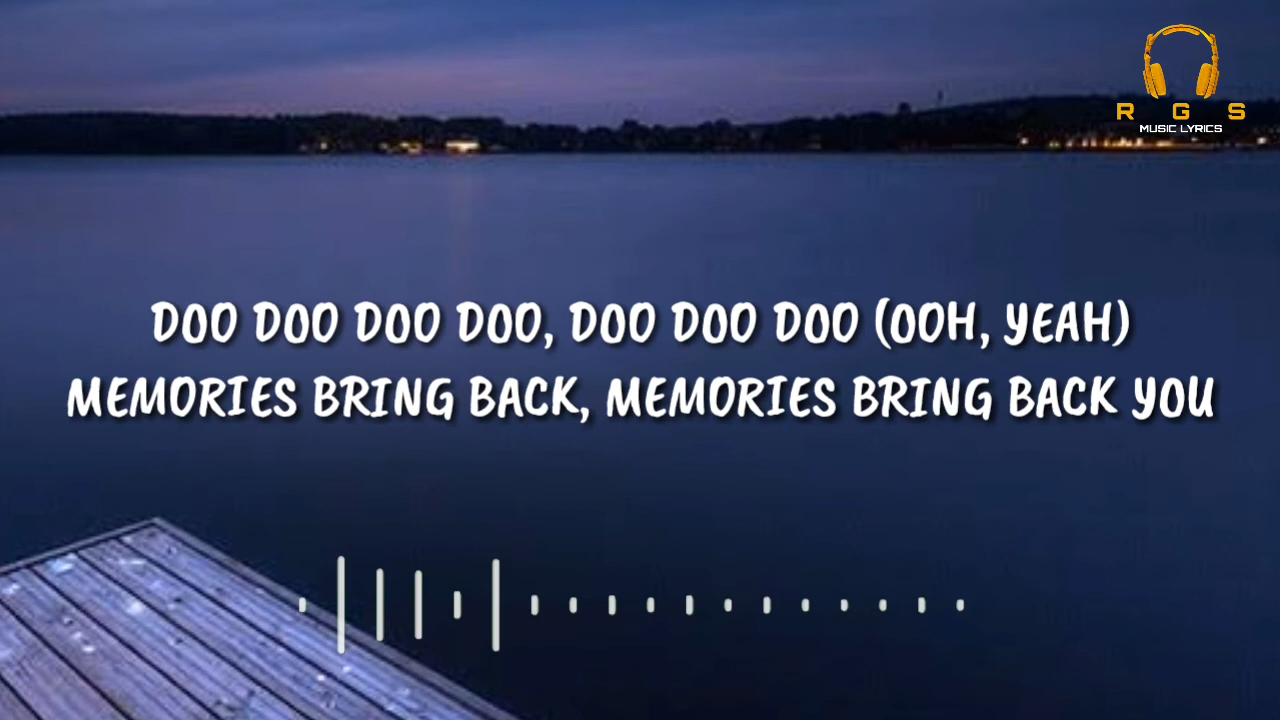 R G S
MUSIC LYRICS
DOO DOO DOO DOO, DOO DOO DOO (OOH, YEAH)
MEMORIES BRING BACK, MEMORIES BRING BACK YOU